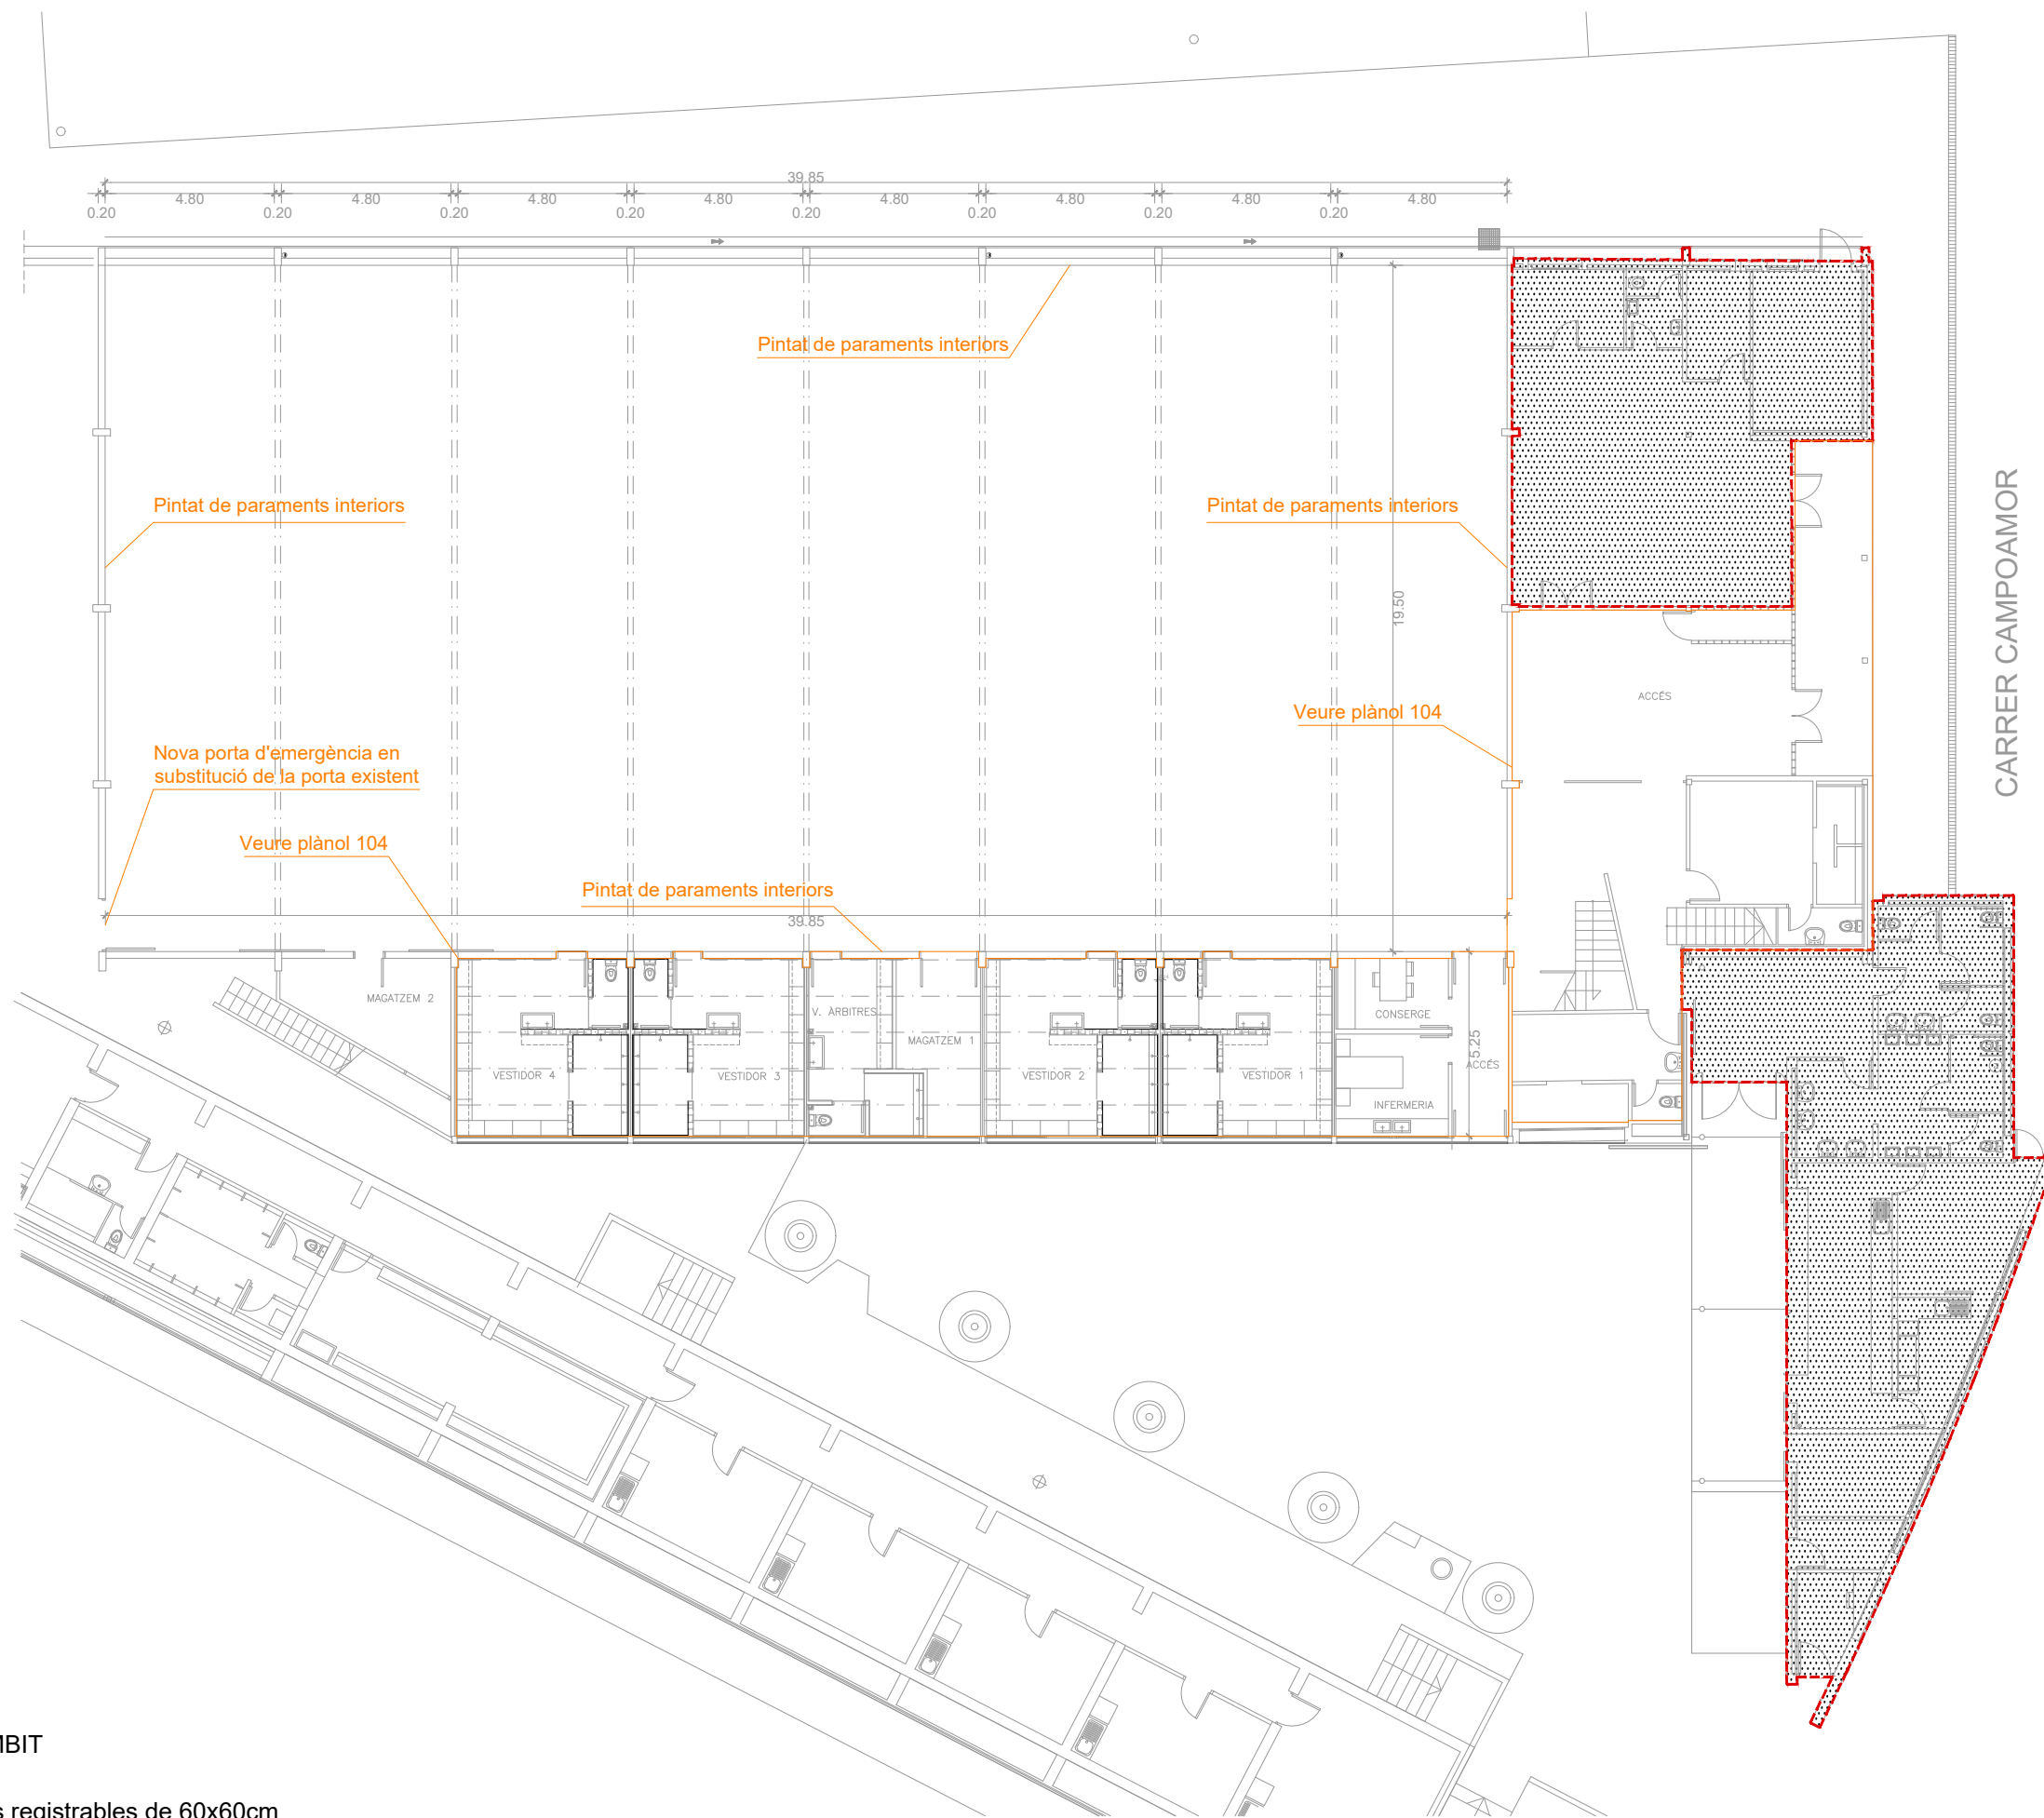 39.85
4.80 4.80 4.80 4.80 4.80 4.80 4.80 4.80
0.20 0.20 0.20 0.20 0.20 0.20 0.20 0.20
Pintat de paraments interiors
Pintat de paraments interiors
Pintat de paraments interiors
CARRER CAMPOAMOR
19.50
ACCÉS
Veure plànol 104
Nova porta d'emergència en
substitució de la porta existent
Veure plànol 104
Pintat de paraments interiors
39.85
MAGATZEM 2
V. ÀRBITRES
CONSERGE
MAGATZEM 1
5.25
ACCÉS
VESTIDOR 4
VESTIDOR 3
VESTIDOR 2
VESTIDOR 1
INFERMERIA
MBIT
s registrables de 60x60cm